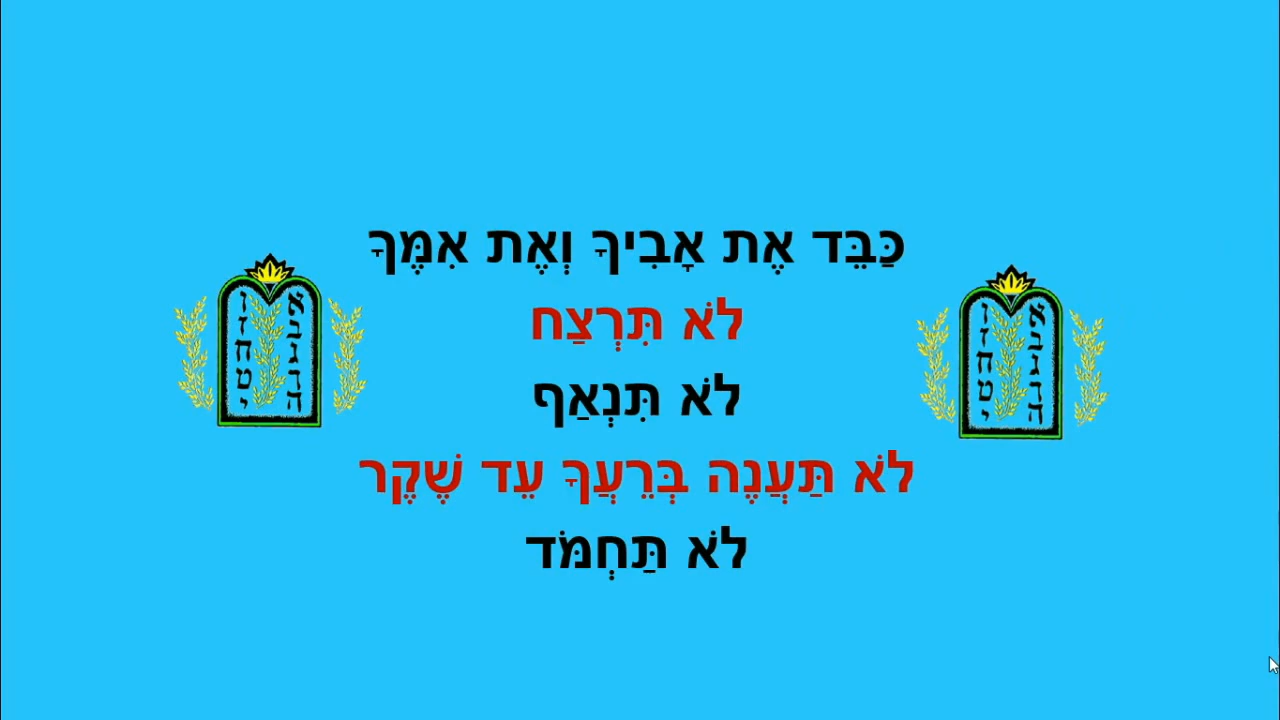 כַּבֵּד אֶת אָבִיךָ וְאֶת אִמֶּךָ
לֹא תִּרְצַח
לֹא תִּנְאַף
לֹא תַּעֲנֶה בְּרֵעֲךָ עֵד שֶׁקֶר
לֹא תַּחְמֹד
א
ב
ג
ד
ה
ו
ז
ח
ט
י
א
ב
ג
ד
ה
ו
ז
ח
ט
י